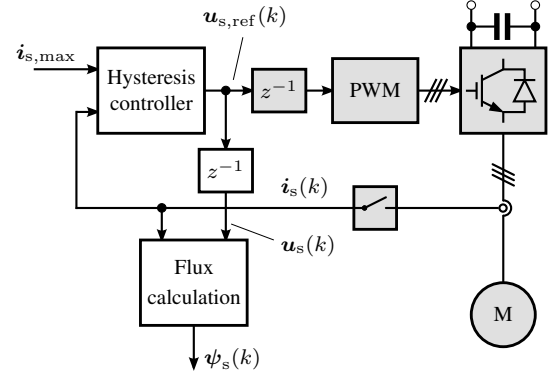 u_s,ref(k)
i_s,max
Hysteresis
controller
z^−1
PWM
z^−1
i_s(k)
u_s(k)
Flux
calculation
M
ψ_s(k)